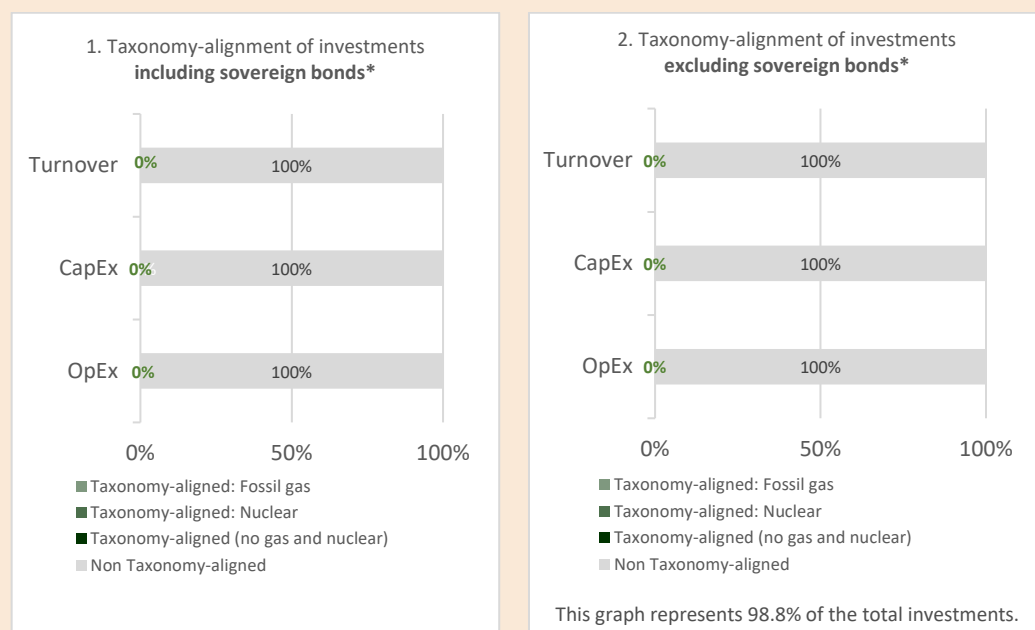 1. Taxonomy-alignment of investments
including sovereign bonds*
Turnover 0% 100%
CapEx 0% 100%
OpEx 0% 100%
0% 50% 100%
Taxonomy-aligned: Fossil gas
Taxonomy-aligned: Nuclear
Taxonomy-aligned (no gas and nuclear)
Non Taxonomy-aligned
2. Taxonomy-alignment of investments
excluding sovereign bonds*
Turnover 0% 100%
CapEx 0% 100%
OpEx 0% 100%
0% 50% 100%
Taxonomy-aligned: Fossil gas
Taxonomy-aligned: Nuclear
Taxonomy-aligned (no gas and nuclear)
Non Taxonomy-aligned
This graph represents 98.8% of the total investments.